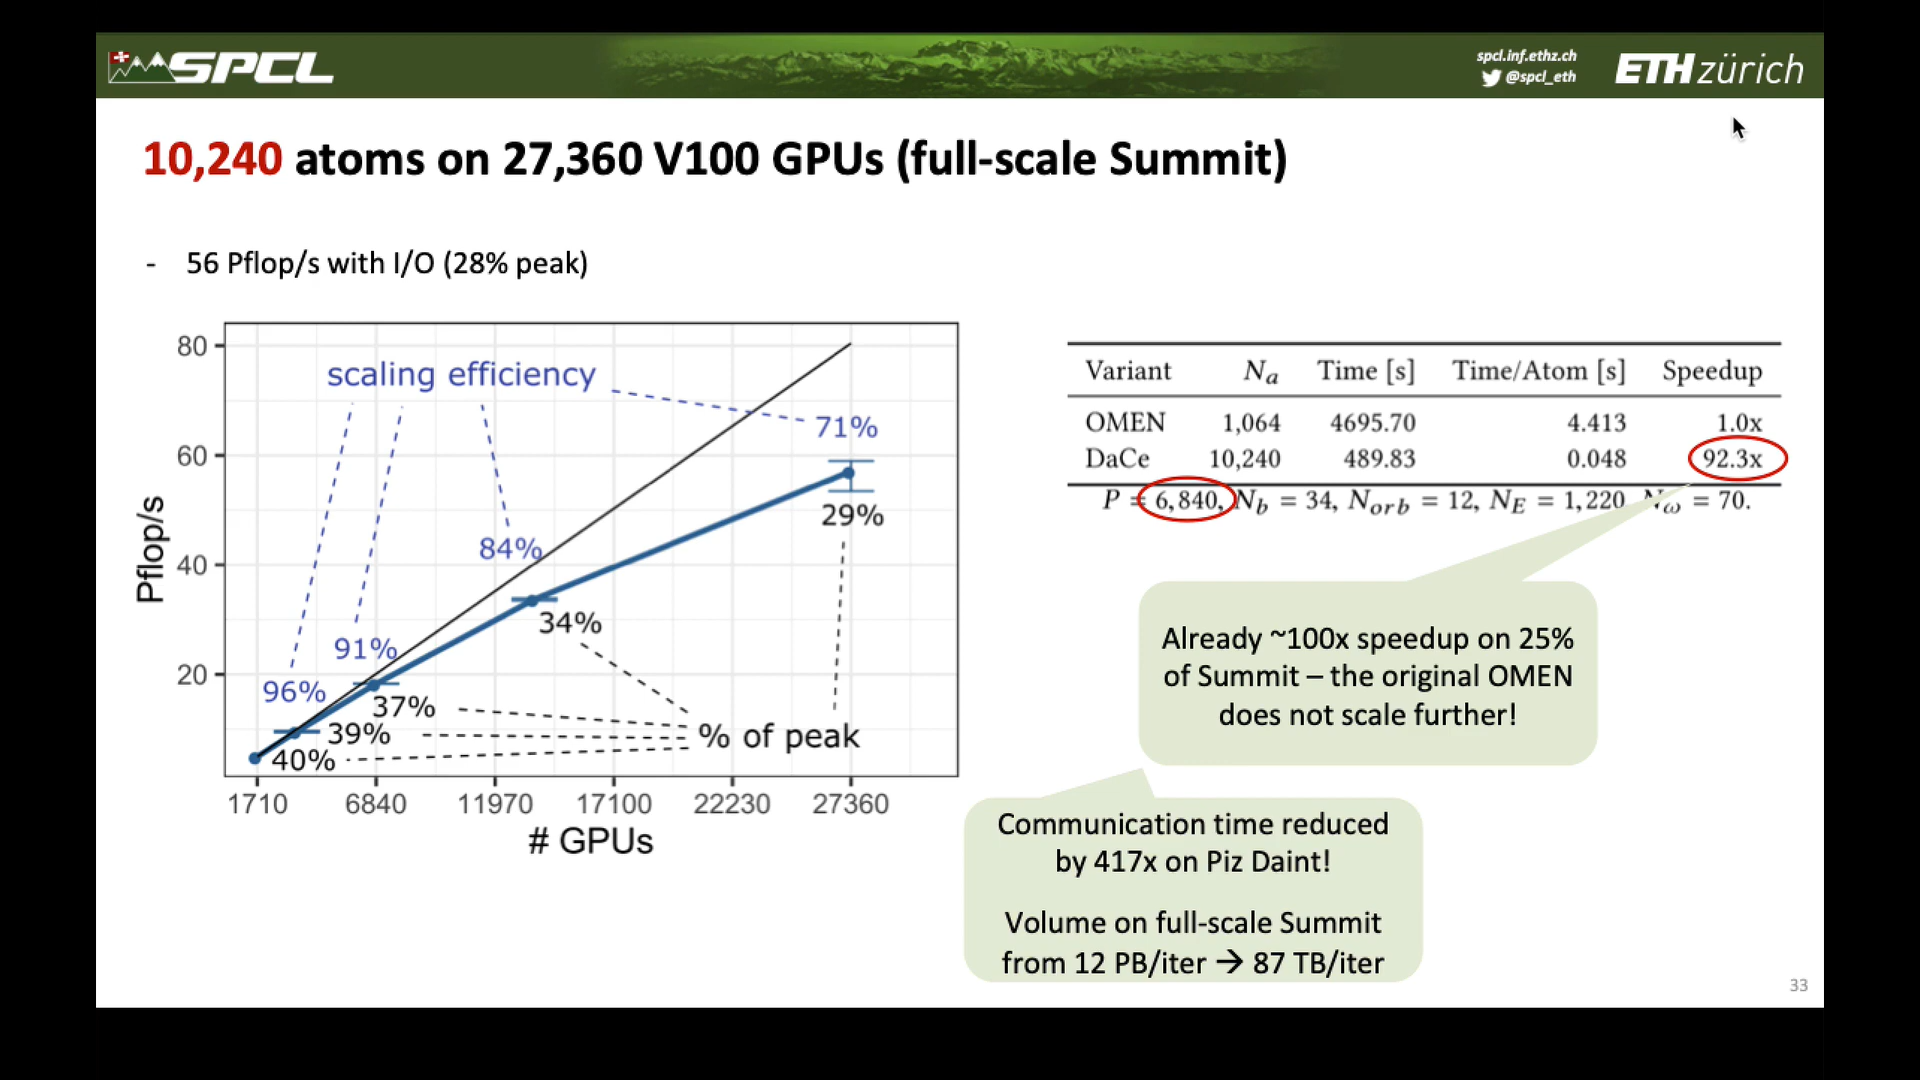 SPCL
spcl.inf.ethz.ch
@spcl_eth
ETH zürich
10,240 atoms on 27,360 V100 GPUs (full-scale Summit)
- 56 Pflop/s with I/O (28% peak)
Pflop/s
80
60
40
20
scaling efficiency
71%
84%
91%
96%
29%
34%
37%
39%
40%
% of peak
1710 6840 11970 17100 22230 27360
# GPUs
Variant Nₐ Time [s] Time/Atom [s] Speedup
OMEN 1,064 4695.70 4.413 1.0x
DaCe 10,240 489.83 0.048 92.3x
P = 6,840, N_b = 34, N_orb = 12, N_E = 1,220 N_ω = 70.
Already ~100x speedup on 25%
of Summit – the original OMEN
does not scale further!
Communication time reduced
by 417x on Piz Daint!
Volume on full-scale Summit
from 12 PB/iter → 87 TB/iter
33